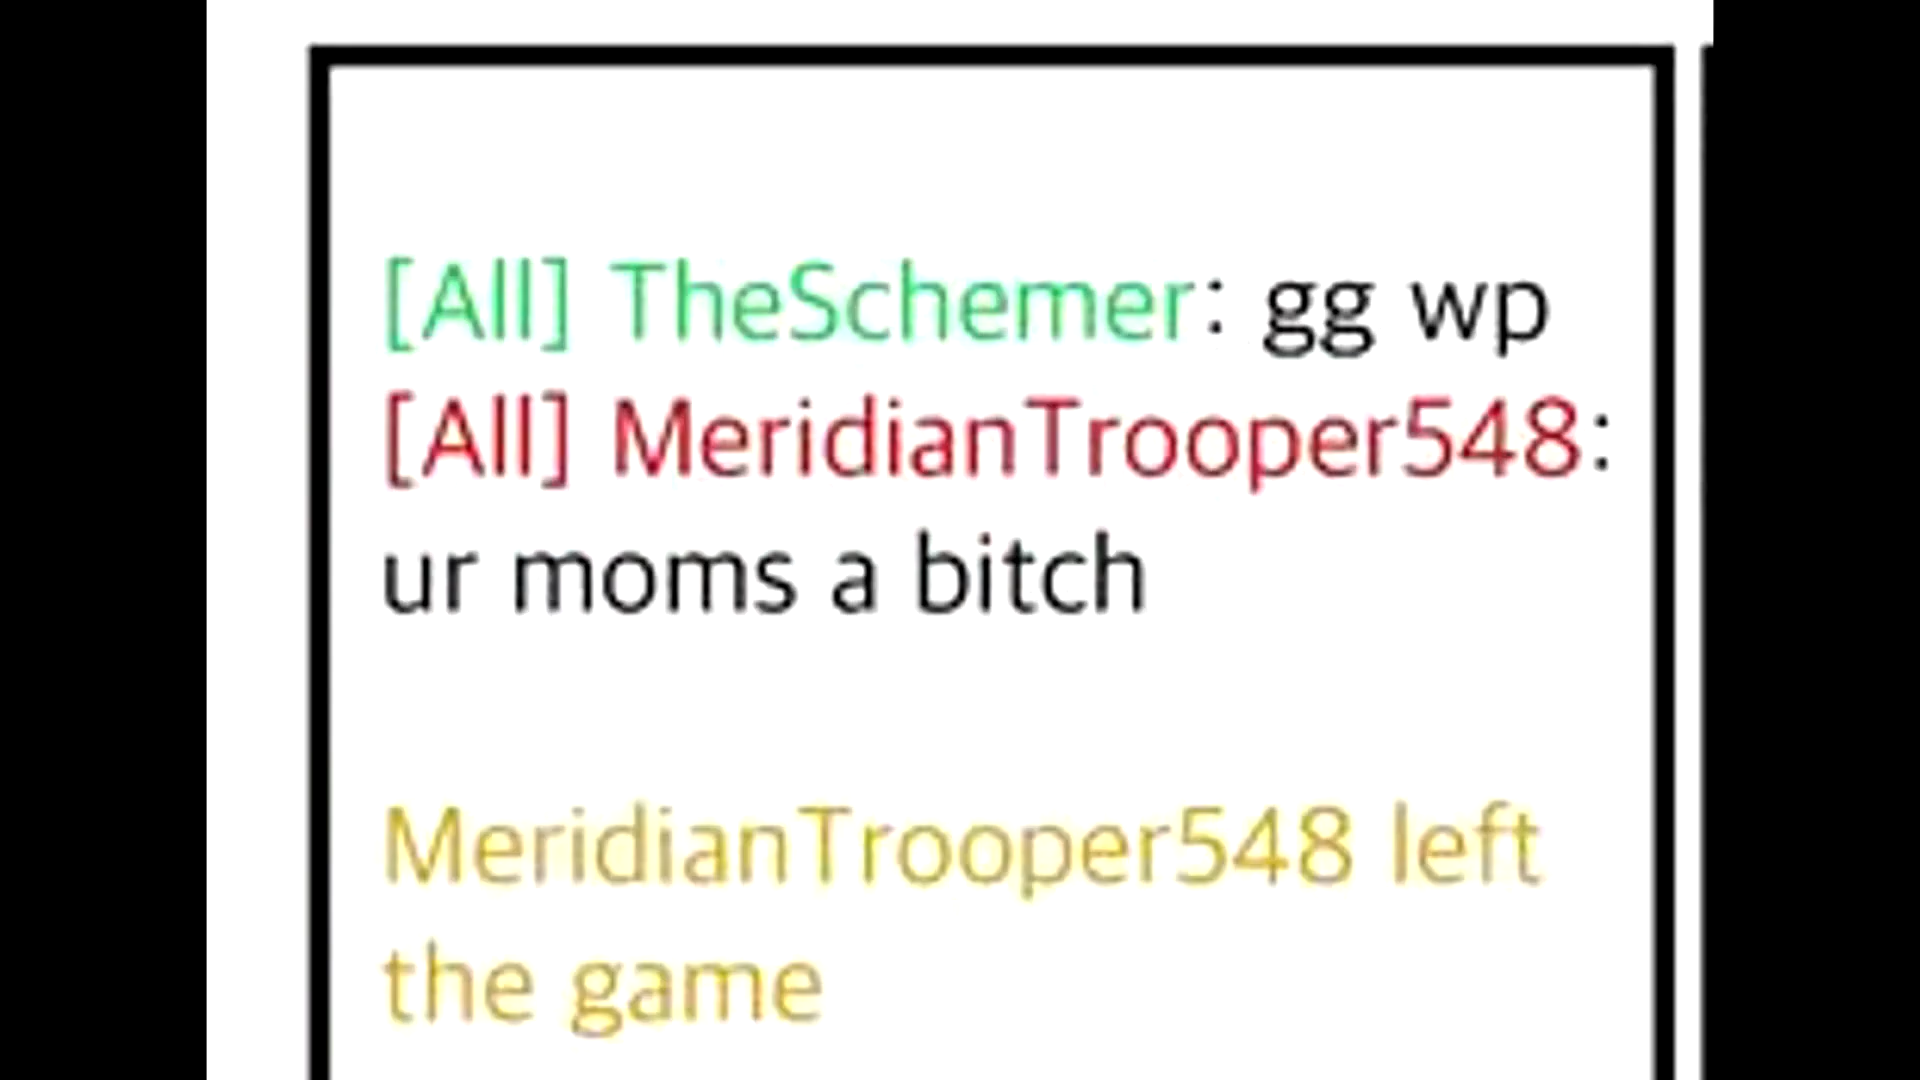 [All] TheSchemer: gg wp
[All] MeridianTrooper548:
ur moms a bitch
MeridianTrooper548 left
the game